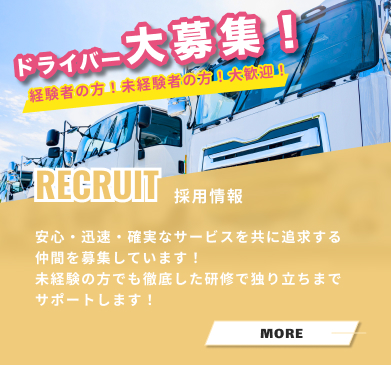 ドライバー大募集！
経験者の方！未経験者の方！大歓迎！
RECRUIT 採用情報
安心・迅速・確実なサービスを共に追求する
仲間を募集しています！
未経験の方でも徹底した研修で独り立ちまで
サポートします！
MORE